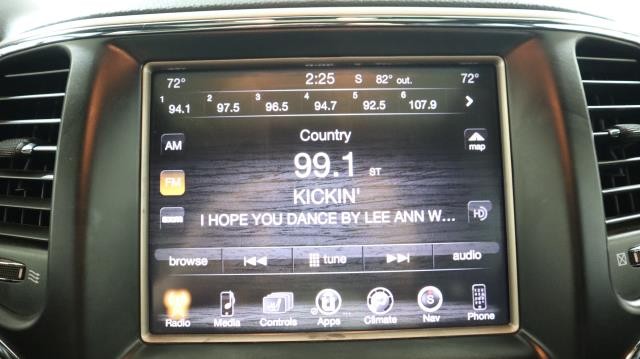 72° 2:25 S 82° out. 72°
1 94.1 2 97.5 3 96.5 4 94.7 5 92.5 6 107.9
Country
AM 99.1 ST map
FM KICKIN'
I HOPE YOU DANCE BY LEE ANN W... HD
browse tune audio
Radio Media Controls Apps Climate Nav Phone